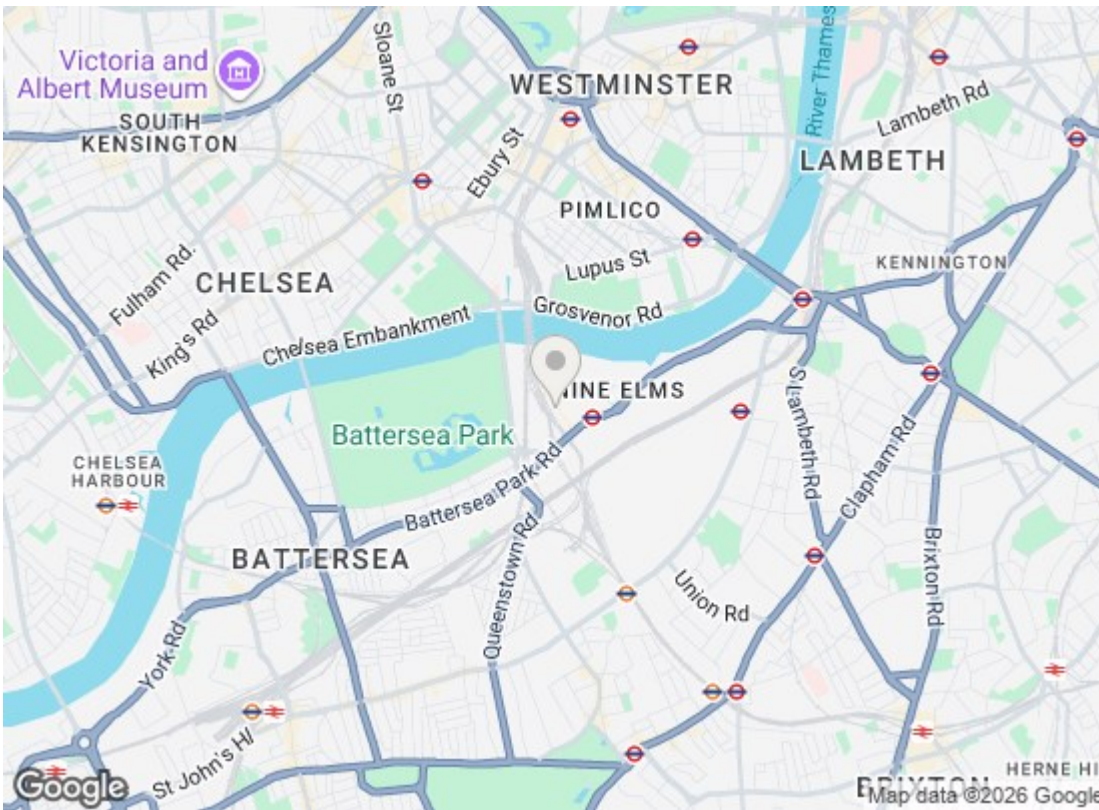 Victoria and
Albert Museum
SOUTH
KENSINGTON
Sloane St
WESTMINSTER
River Thames
Lambeth Rd
LAMBETH
Ebury St
PIMLICO
Lupus St
KENNINGTON
Fulham Rd.
CHELSEA
King's Rd
Chelsea Embankment
Grosvenor Rd
NINE ELMS
Battersea Park
S Lambeth Rd
Clapham Rd
CHELSEA
HARBOUR
Battersea Park Rd
BATTERSEA
Queenstown Rd
Union Rd
Brixton Rd
York Rd
St John's Hl
BRIXTON
HERNE HI
Google
Map data ©2026 Google